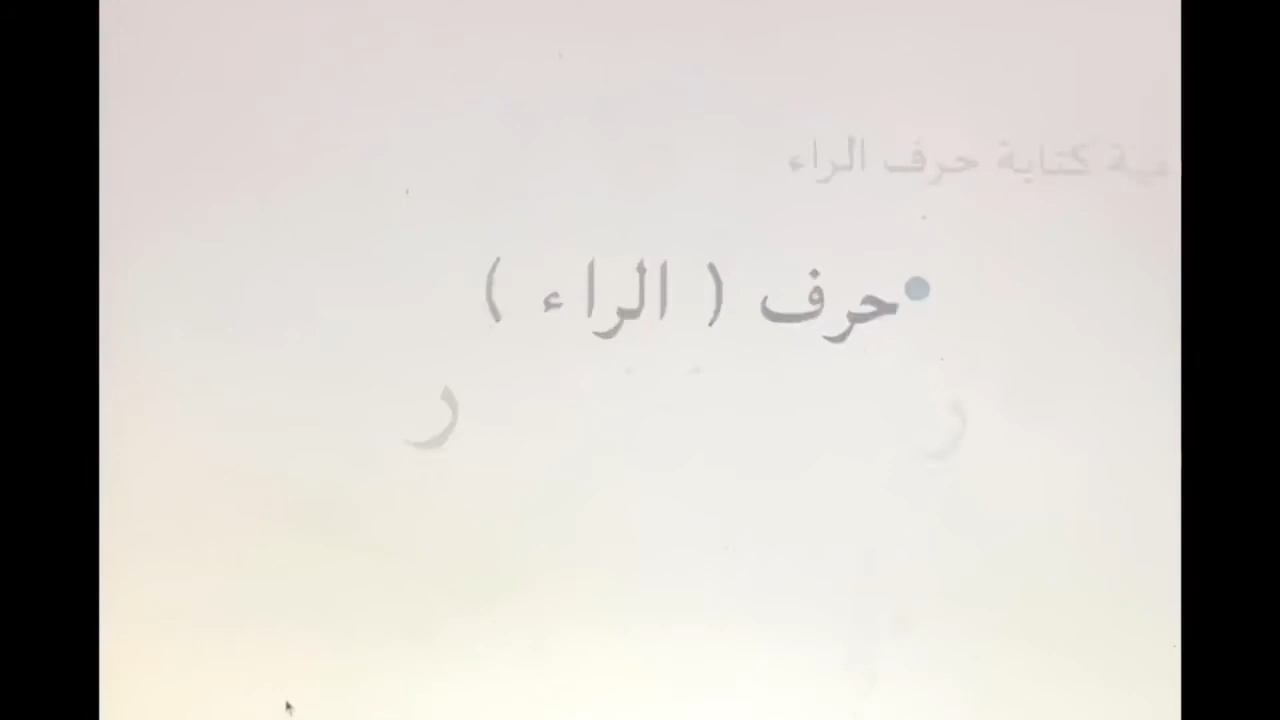 كتابة حرف الراء
حرف ( الراء )
ر ر